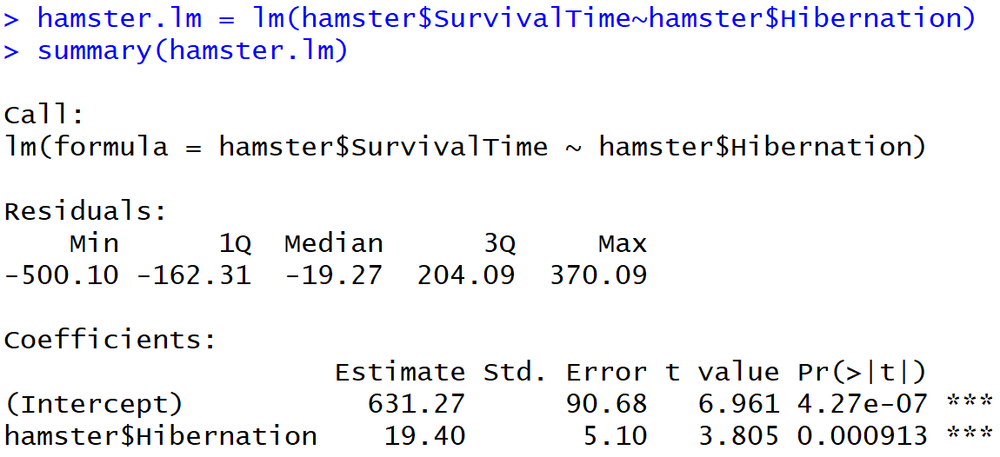 > hamster.lm = lm(hamster$SurvivalTime~hamster$Hibernation)
> summary(hamster.lm)
Call:
lm(formula = hamster$SurvivalTime ~ hamster$Hibernation)
Residuals:
    Min      1Q  Median      3Q     Max
-500.10 -162.31  -19.27  204.09  370.09
Coefficients:
                    Estimate Std. Error t value Pr(>|t|)
(Intercept)           631.27      90.68   6.961 4.27e-07 ***
hamster$Hibernation    19.40       5.10   3.805 0.000913 ***